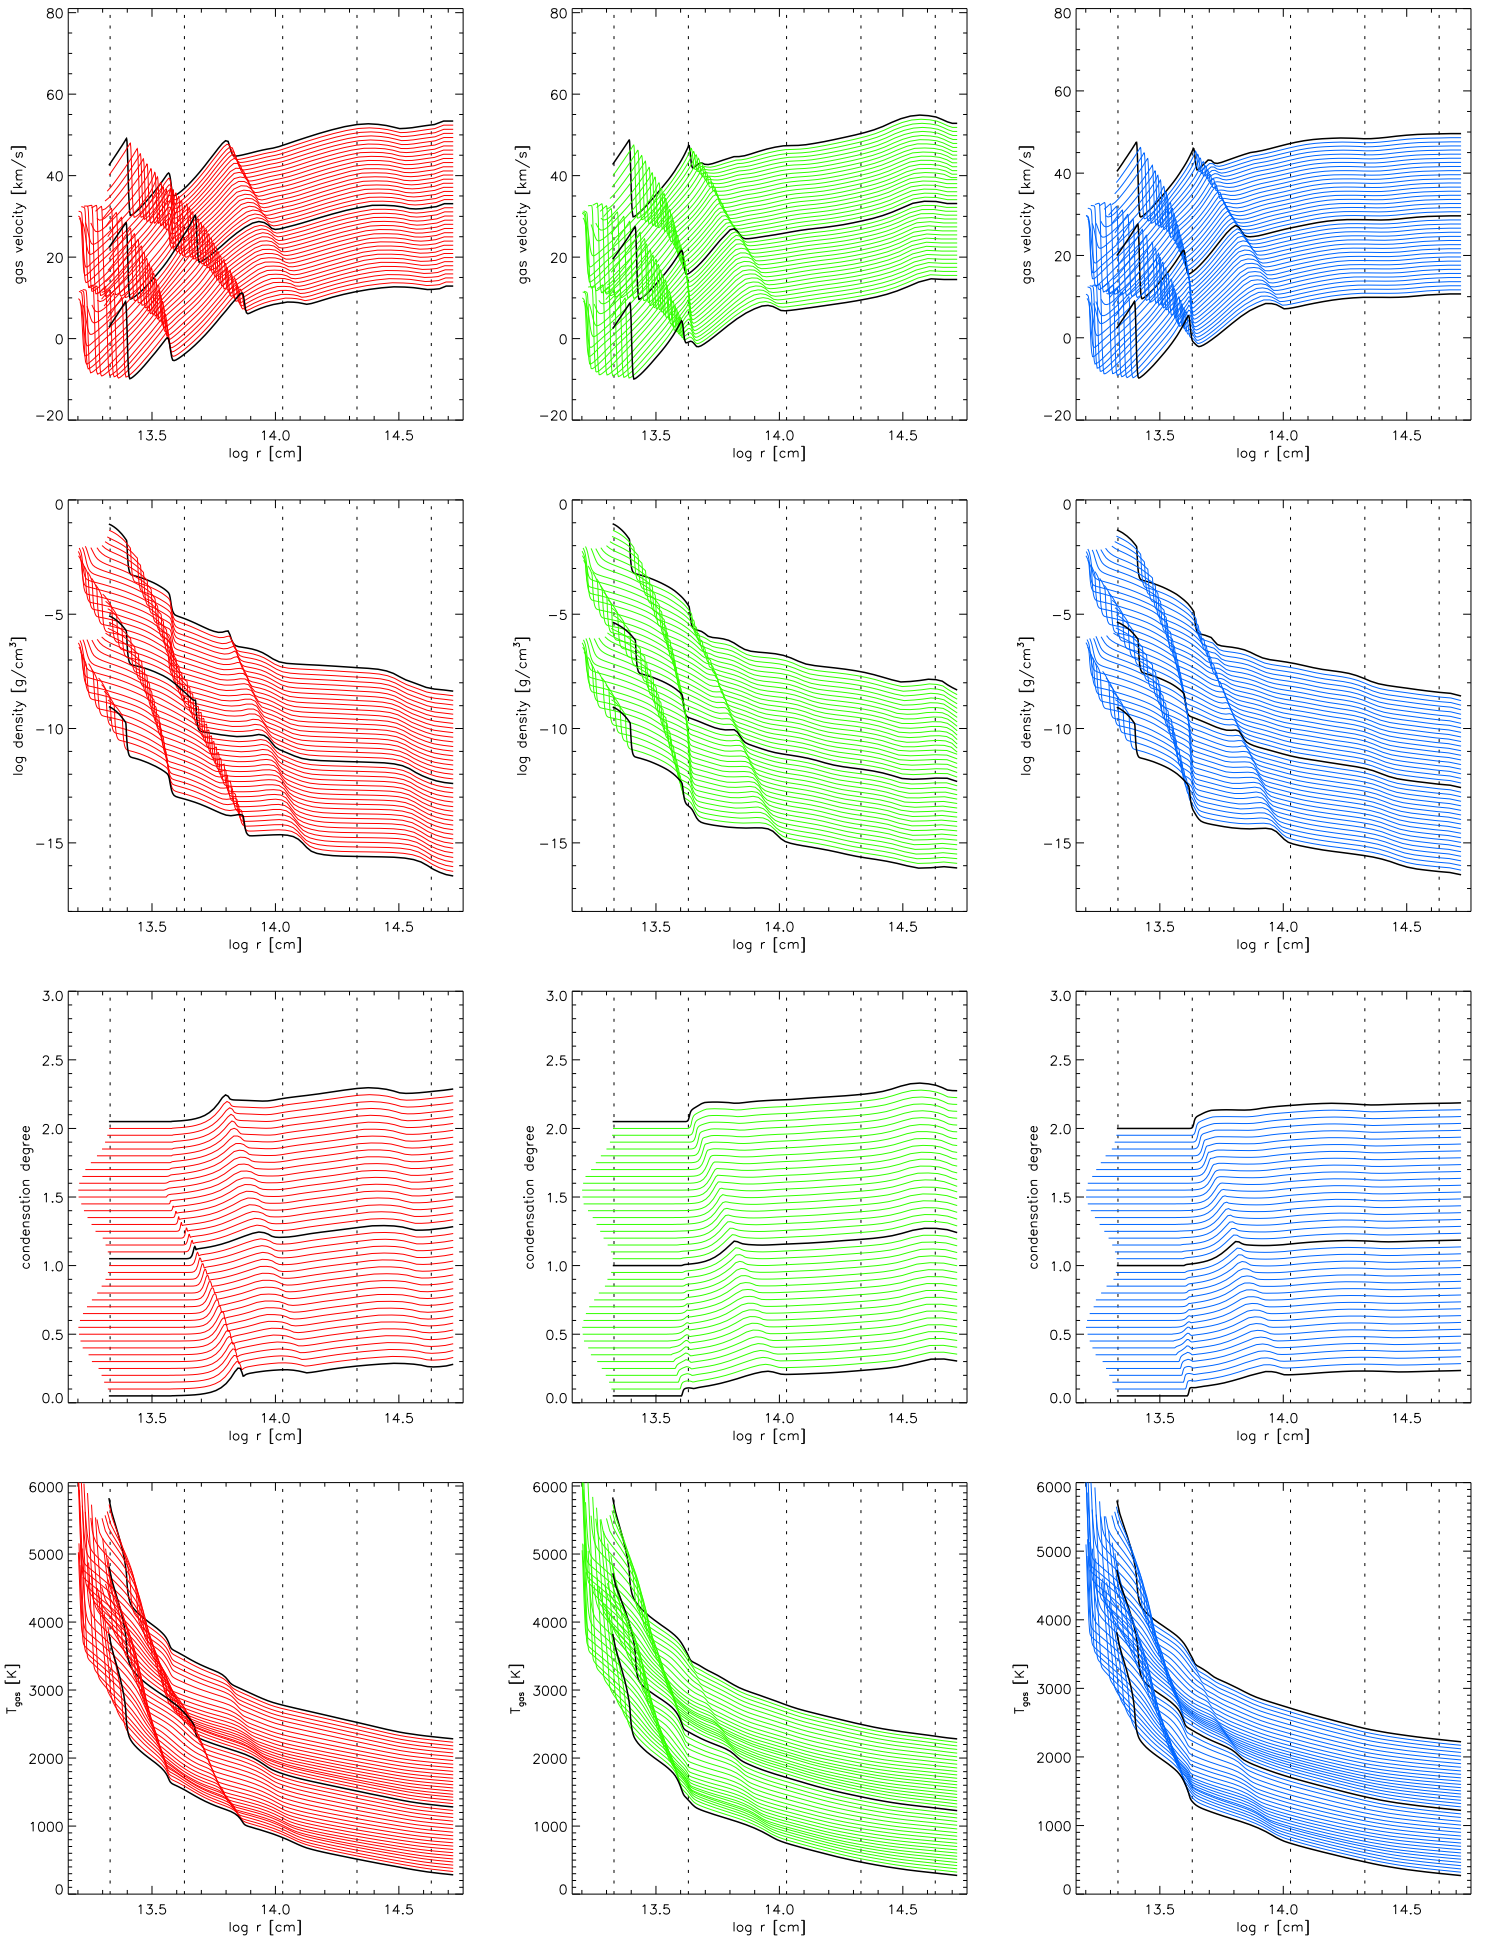 80 80 80
60 60 60
40 40 40
20 20 20
0 0 0
−20 −20 −20
gas velocity [km/s] gas velocity [km/s] gas velocity [km/s]
13.5 14.0 14.5 13.5 14.0 14.5 13.5 14.0 14.5
log r [cm] log r [cm] log r [cm]
0 0 0
−5 −5 −5
−10 −10 −10
−15 −15 −15
log density [g/cm³] log density [g/cm³] log density [g/cm³]
13.5 14.0 14.5 13.5 14.0 14.5 13.5 14.0 14.5
log r [cm] log r [cm] log r [cm]
3.0 3.0 3.0
2.5 2.5 2.5
2.0 2.0 2.0
1.5 1.5 1.5
1.0 1.0 1.0
0.5 0.5 0.5
0.0 0.0 0.0
condensation degree condensation degree condensation degree
13.5 14.0 14.5 13.5 14.0 14.5 13.5 14.0 14.5
log r [cm] log r [cm] log r [cm]
6000 6000 6000
5000 5000 5000
4000 4000 4000
3000 3000 3000
2000 2000 2000
1000 1000 1000
0 0 0
Tgas [K] Tgas [K] Tgas [K]
13.5 14.0 14.5 13.5 14.0 14.5 13.5 14.0 14.5
log r [cm] log r [cm] log r [cm]